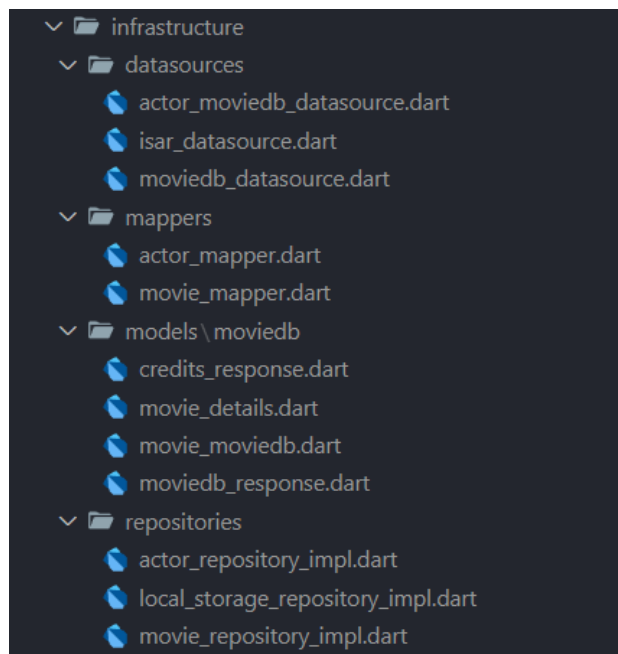 infrastructure
datasources
actor_moviedb_datasource.dart
isar_datasource.dart
moviedb_datasource.dart
mappers
actor_mapper.dart
movie_mapper.dart
models\moviedb
credits_response.dart
movie_details.dart
movie_moviedb.dart
moviedb_response.dart
repositories
actor_repository_impl.dart
local_storage_repository_impl.dart
movie_repository_impl.dart